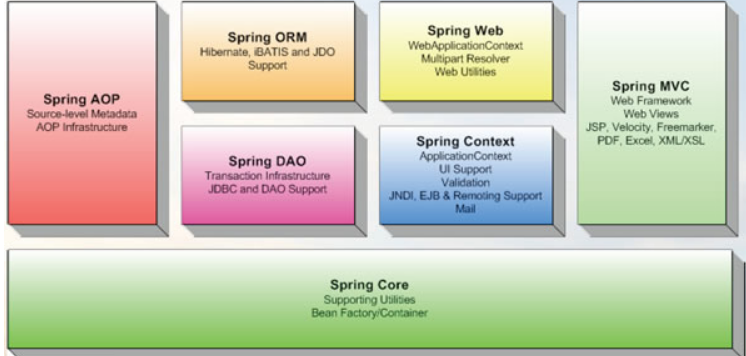 Spring AOP
Source-level Metadata
AOP Infrastructure
Spring ORM
Hibernate, iBATIS and JDO
Support
Spring Web
WebApplicationContext
Multipart Resolver
Web Utilities
Spring MVC
Web Framework
Web Views
JSP, Velocity, Freemarker,
PDF, Excel, XML/XSL
Spring DAO
Transaction Infrastructure
JDBC and DAO Support
Spring Context
ApplicationContext
UI Support
Validation
JNDI, EJB & Remoting Support
Mail
Spring Core
Supporting Utilities
Bean Factory/Container